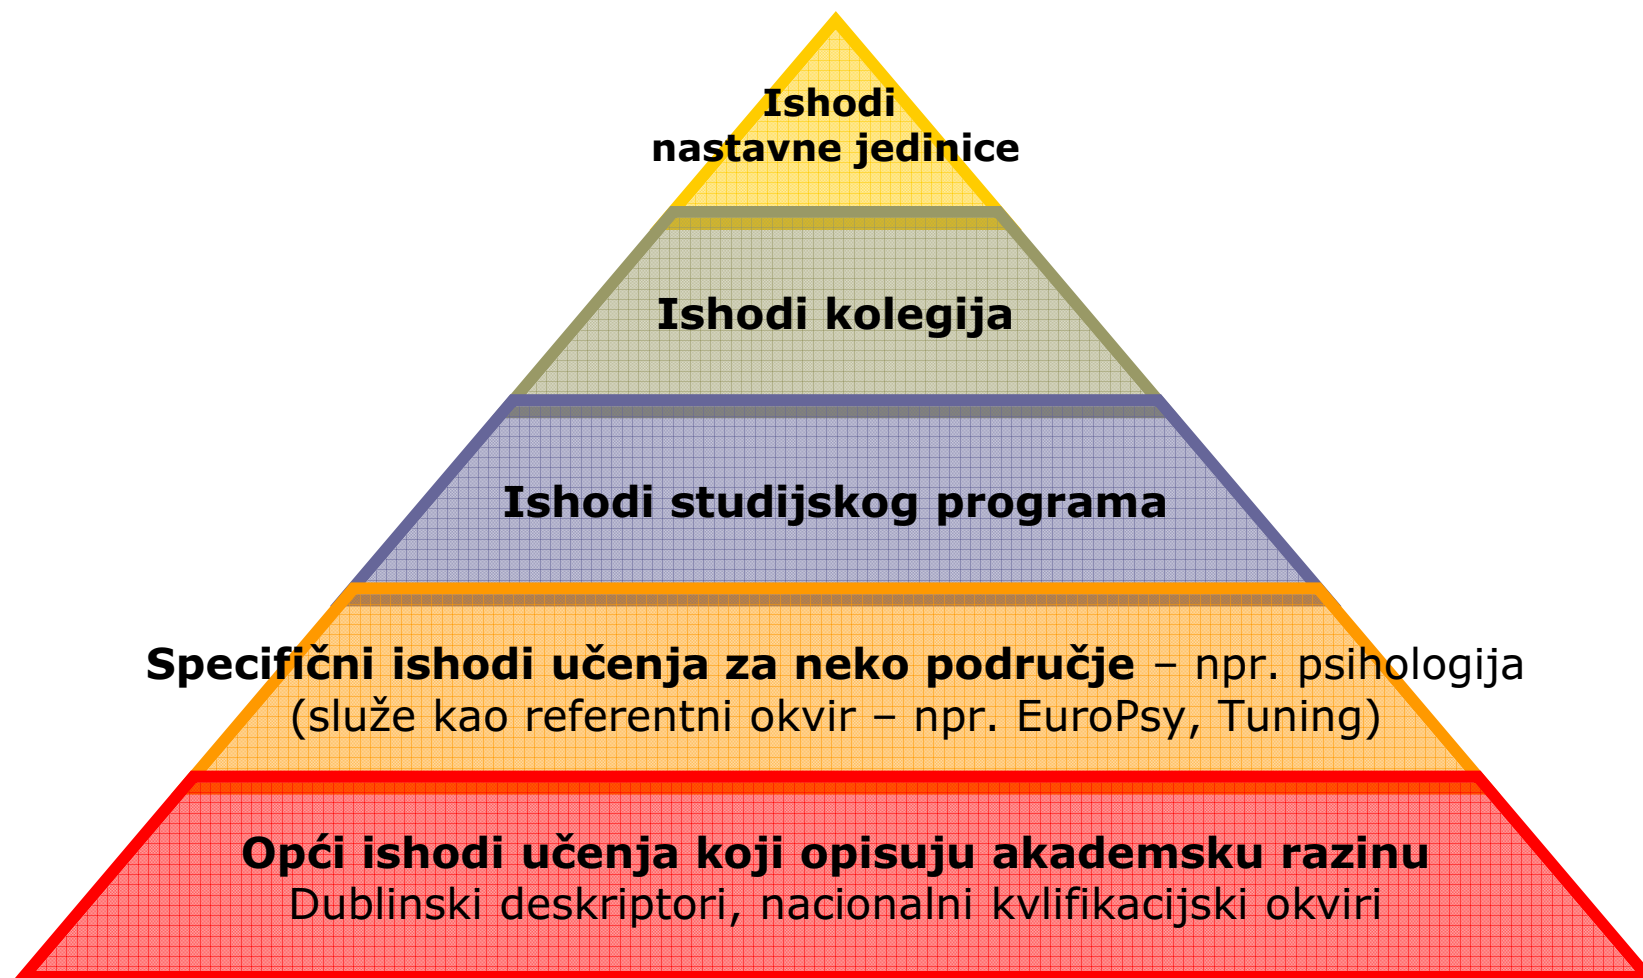 Ishodi
nastavne jedinice
Ishodi kolegija
Ishodi studijskog programa
Specifični ishodi učenja za neko područje – npr. psihologija
(služe kao referentni okvir – npr. EuroPsy, Tuning)
Opći ishodi učenja koji opisuju akademsku razinu
Dublinski deskriptori, nacionalni kvlifikacijski okviri